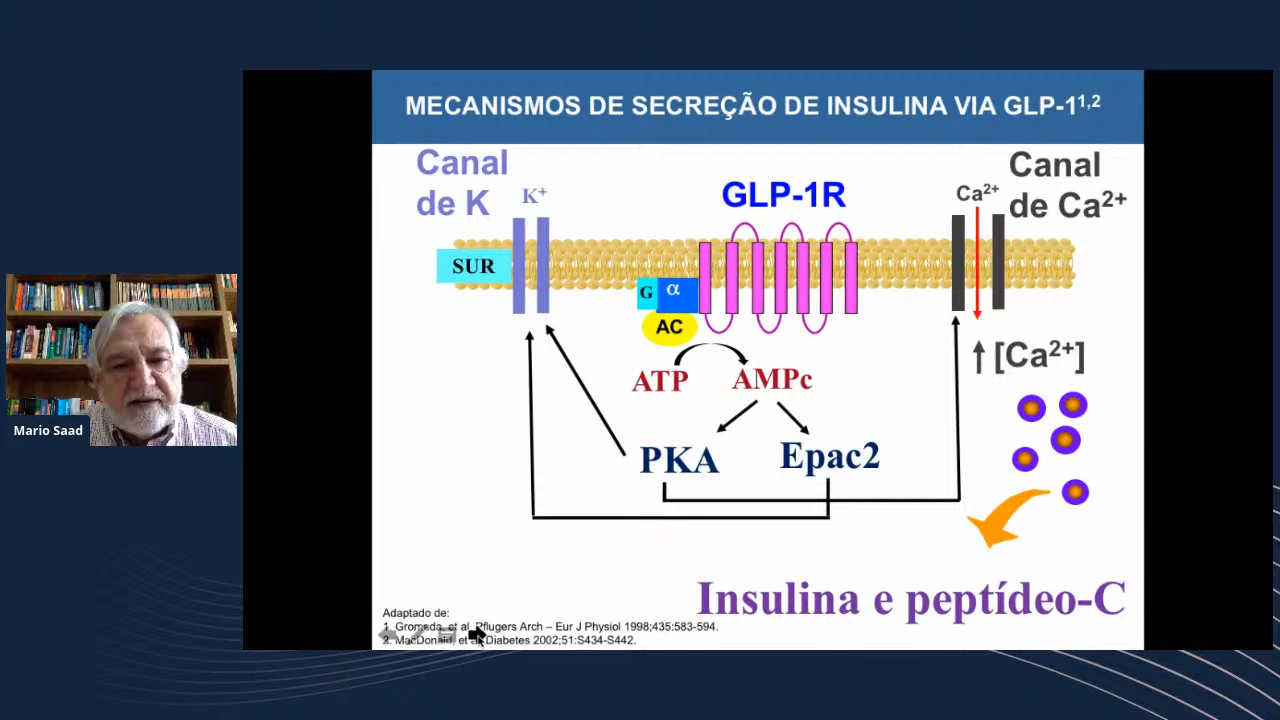 MECANISMOS DE SECREÇÃO DE INSULINA VIA GLP-1¹,²
Canal
de K
K⁺
GLP-1R
Ca²⁺
Canal
de Ca²⁺
SUR
G
α
AC
↑ [Ca²⁺]
ATP
AMPc
PKA
Epac2
Mario Saad
Insulina e peptídeo-C
Adaptado de:
1. Gromada, et al. Pflugers Arch – Eur J Physiol 1998;435:583-594.
2. MacDonald, et al. Diabetes 2002;51:S434-S442.